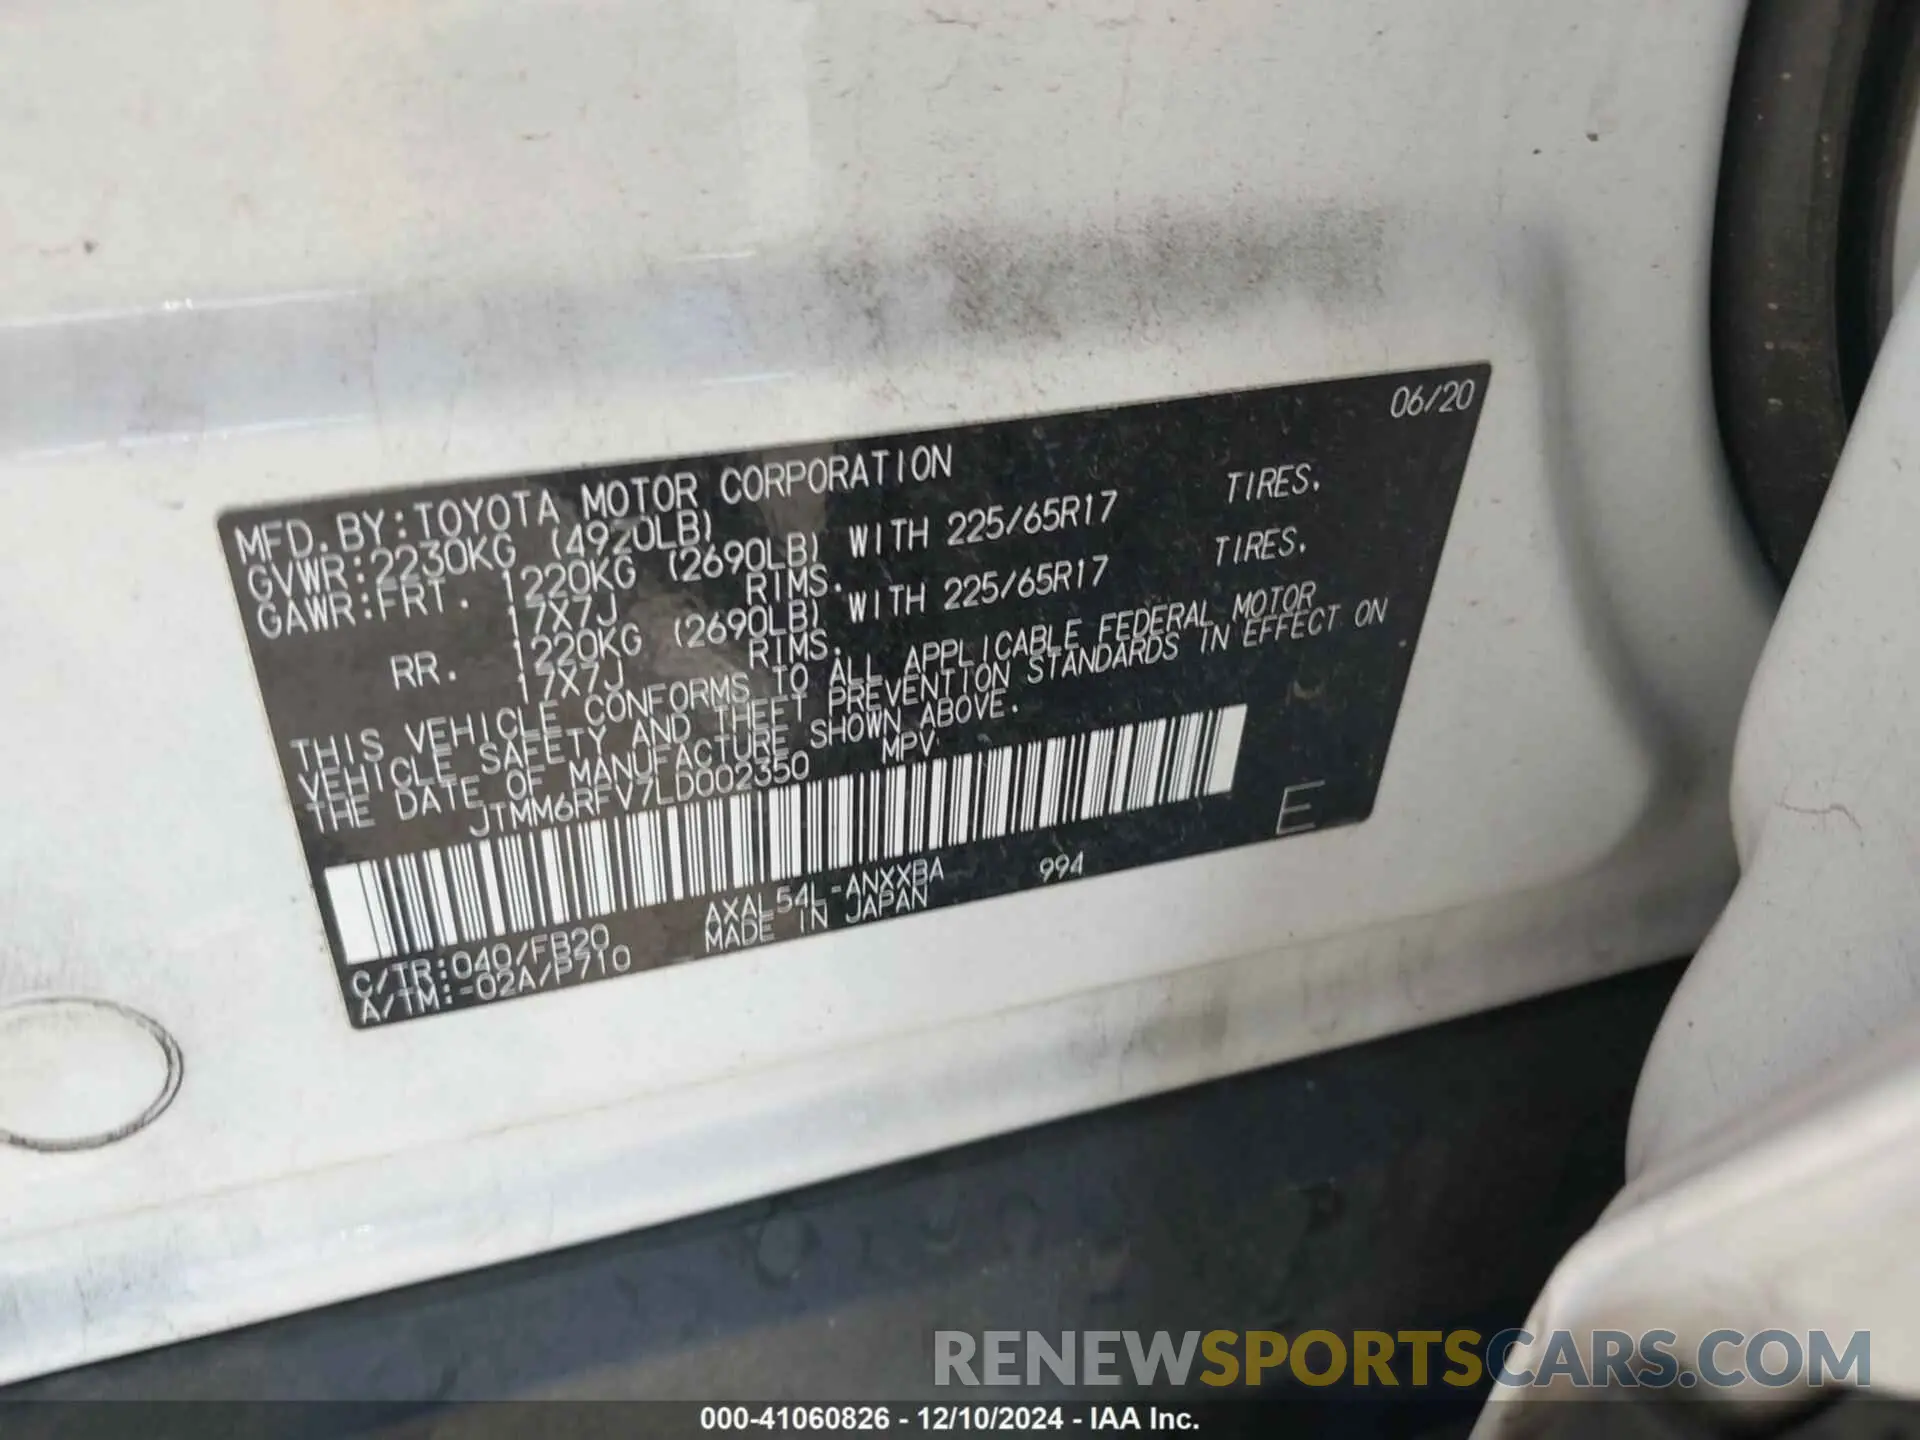 06/20
MFD.BY:TOYOTA MOTOR CORPORATION
GVWR:2230KG (4920LB)
GAWR:FRT. 1220KG (2690LB) WITH 225/65R17 TIRES.
17X7J RIMS.
RR. 1220KG (2690LB) WITH 225/65R17 TIRES.
17X7J RIMS.
THIS VEHICLE CONFORMS TO ALL APPLICABLE FEDERAL MOTOR
VEHICLE SAFETY AND THEFT PREVENTION STANDARDS IN EFFECT ON
THE DATE OF MANUFACTURE SHOWN ABOVE.
JTMM6RFV7LD002350 MPV
E
C/TR:040/FB20 AXAL54L-ANXXBA 994
A/TM:-02A/P710 MADE IN JAPAN
RENEWSPORTSCARS.COM
000-41060826 - 12/10/2024 - IAA Inc.